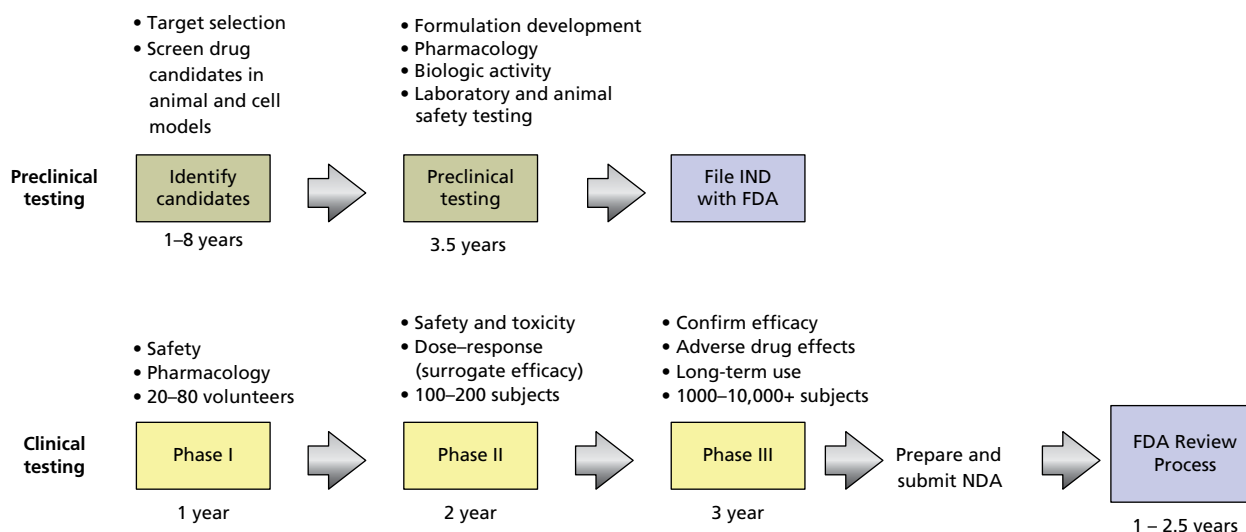 • Target selection
• Screen drug
candidates in
animal and cell
models
• Formulation development
• Pharmacology
• Biologic activity
• Laboratory and animal
safety testing
Preclinical
testing
Identify
candidates
Preclinical
testing
File IND
with FDA
1–8 years
3.5 years
• Safety
• Pharmacology
• 20–80 volunteers
• Safety and toxicity
• Dose–response
(surrogate efficacy)
• 100–200 subjects
• Confirm efficacy
• Adverse drug effects
• Long-term use
• 1000–10,000+ subjects
Clinical
testing
Phase I
Phase II
Phase III
Prepare and
submit NDA
FDA Review
Process
1 year
2 year
3 year
1 – 2.5 years